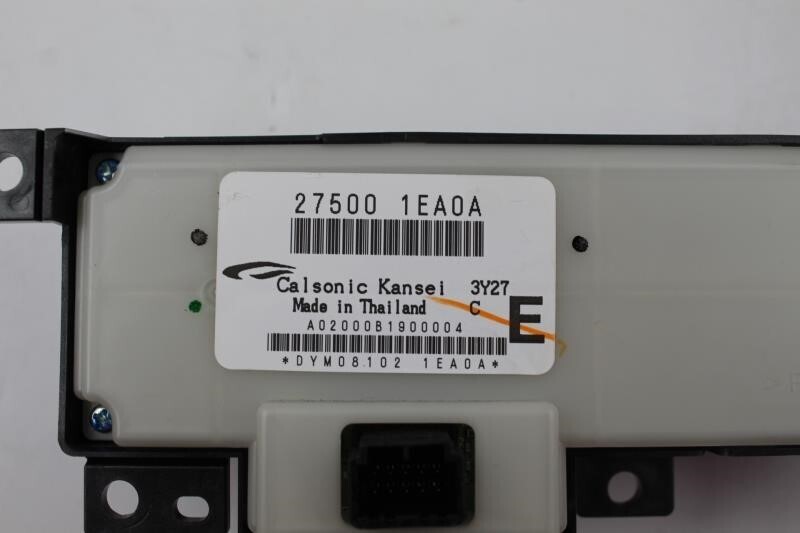 27500 1EA0A
Calsonic Kansei 3Y27
Made in Thailand C
E
A02000B1900004
*DYM08102 1EA0A*